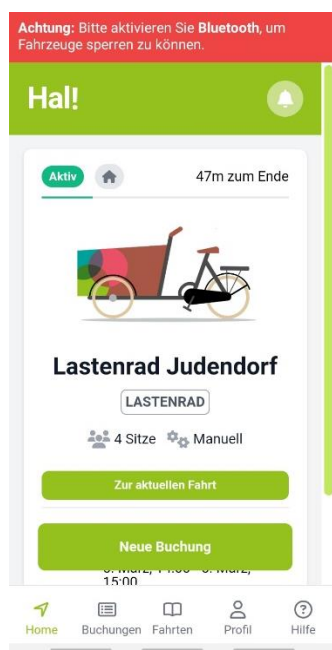 Achtung: Bitte aktivieren Sie Bluetooth, um
Fahrzeuge sperren zu können.
Hal!
Aktiv
47m zum Ende
Lastenrad Judendorf
LASTENRAD
4 Sitze Manuell
Zur aktuellen Fahrt
Neue Buchung
15:00
Home Buchungen Fahrten Profil Hilfe